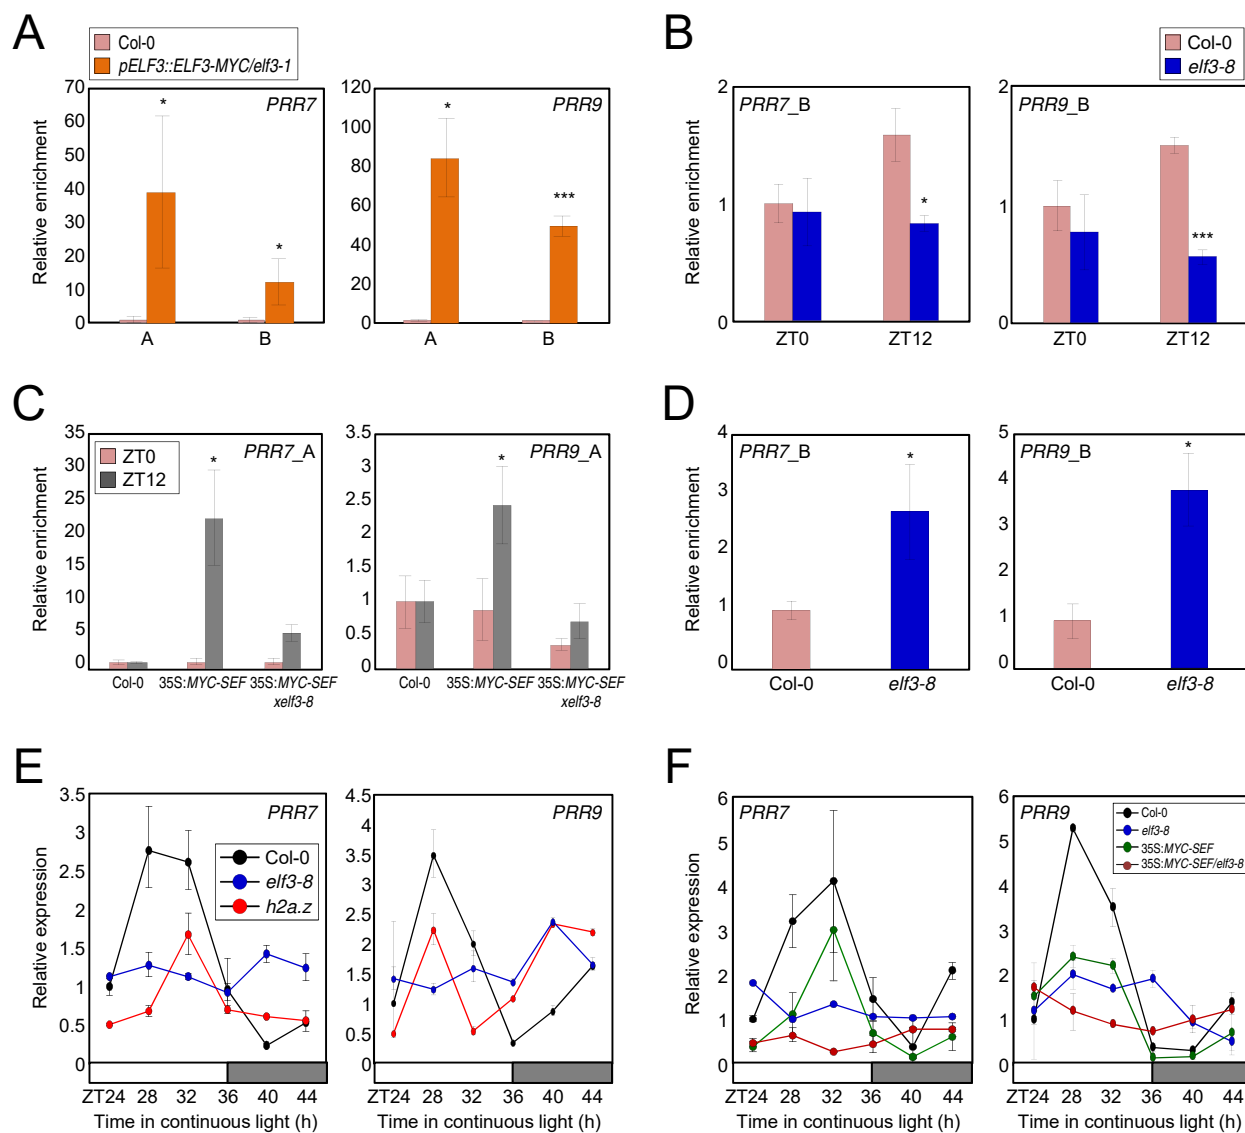 A
Col-0
pELF3::ELF3-MYC/elf3-1
Relative enrichment
70
60
50
40
30
20
10
0
PRR7
*
*
A
B
120
100
80
60
40
20
0
PRR9
*
***
A
B
B
Col-0
elf3-8
Relative enrichment
2
1
0
PRR7_B
*
ZT0
ZT12
2
1
0
PRR9_B
***
ZT0
ZT12
C
Relative enrichment
35
30
25
20
15
10
5
0
ZT0
ZT12
PRR7_A
*
Col-0
35S:MYC-SEF
35S:MYC-SEF
xelf3-8
3.5
3
2.5
2
1.5
1
0.5
0
PRR9_A
*
Col-0
35S:MYC-SEF
35S:MYC-SEF
xelf3-8
D
Relative enrichment
4
3
2
1
0
PRR7_B
*
Col-0
elf3-8
5
4
3
2
1
0
PRR9_B
*
Col-0
elf3-8
E
Relative expression
3.5
3
2.5
2
1.5
1
0.5
0
PRR7
Col-0
elf3-8
h2a.z
ZT24 28 32 36 40 44
Time in continuous light (h)
4.5
4
3.5
3
2.5
2
1.5
1
0.5
0
PRR9
ZT24 28 32 36 40 44
Time in continuous light (h)
F
Relative expression
6
5
4
3
2
1
0
PRR7
ZT24 28 32 36 40 44
Time in continuous light (h)
6
5
4
3
2
1
0
PRR9
Col-0
elf3-8
35S:MYC-SEF
35S:MYC-SEF/elf3-8
ZT24 28 32 36 40 44
Time in continuous light (h)